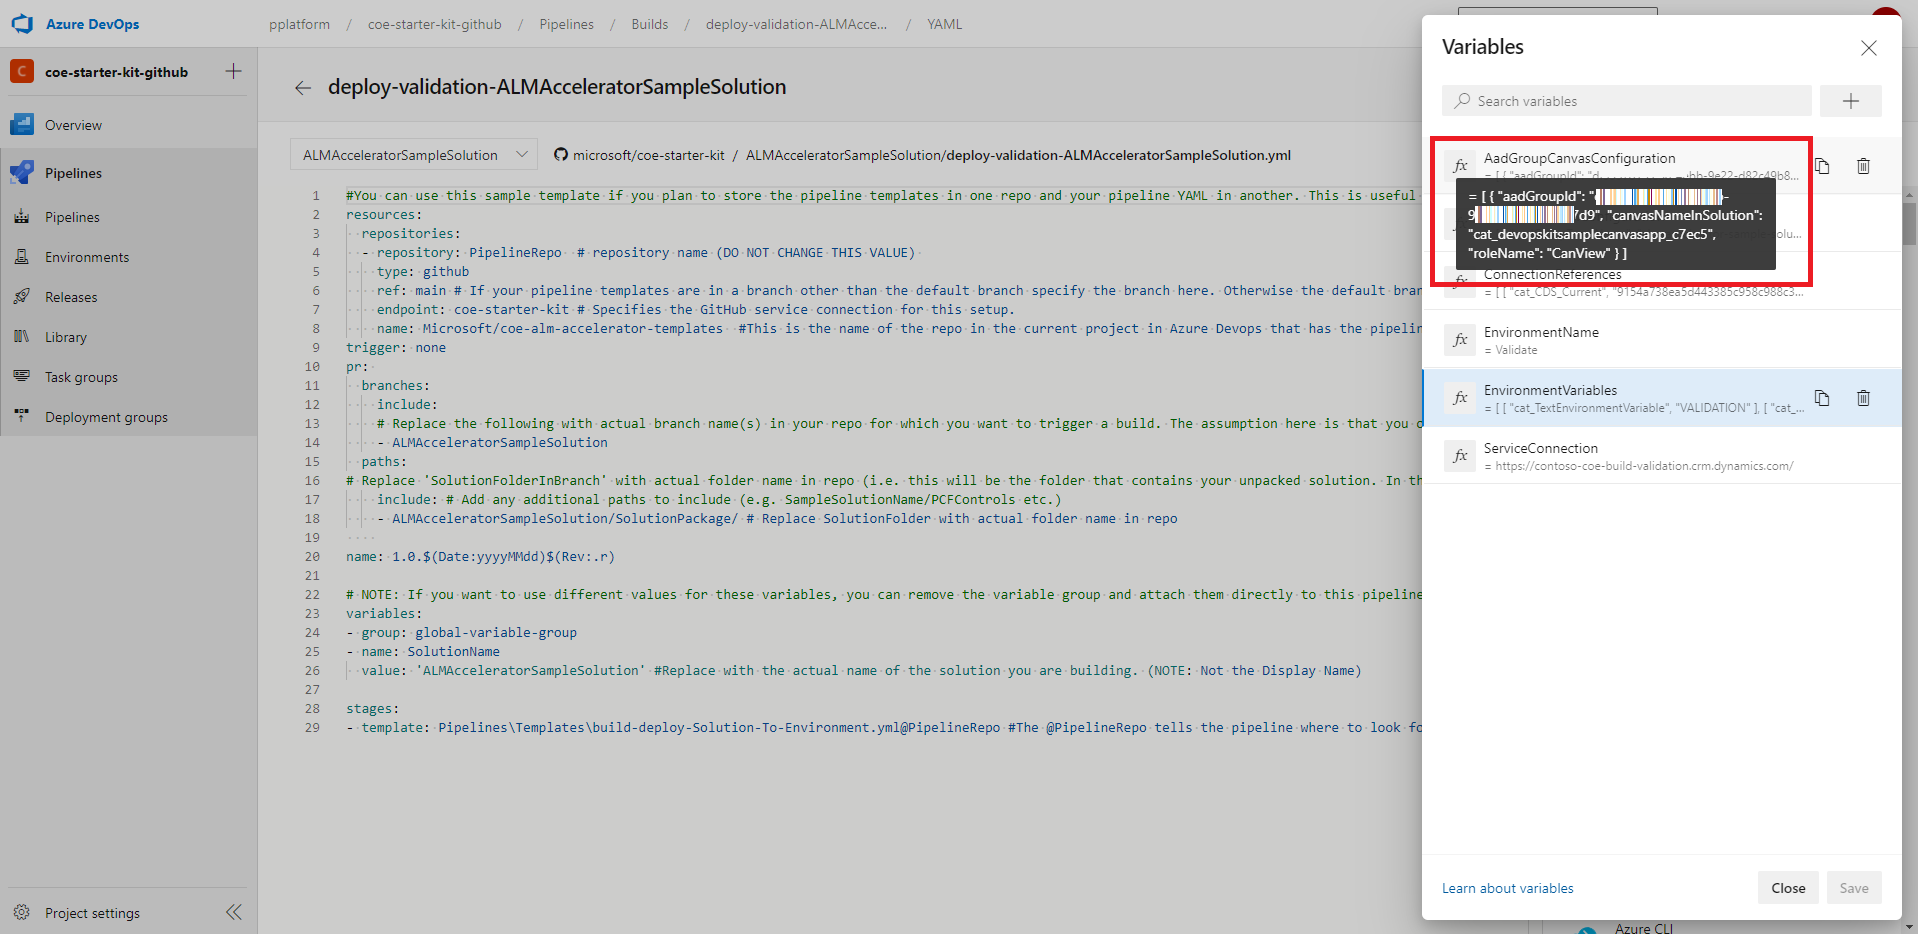 Azure DevOps
pplatform / coe-starter-kit-github / Pipelines / Builds / deploy-validation-ALMAcce... / YAML
C coe-starter-kit-github
Overview
Pipelines
Pipelines
Environments
Releases
Library
Task groups
Deployment groups
Project settings
deploy-validation-ALMAcceleratorSampleSolution
ALMAcceleratorSampleSolution microsoft/coe-starter-kit / ALMAcceleratorSampleSolution/deploy-validation-ALMAcceleratorSampleSolution.yml
1 #You can use this sample template if you plan to store the pipeline templates in one repo and your pipeline YAML in another. This is useful
2 resources:
3 repositories:
4 - repository: PipelineRepo # repository name (DO NOT CHANGE THIS VALUE)
5 type: github
6 ref: main # If your pipeline templates are in a branch other than the default branch specify the branch here. Otherwise the default bran
7 endpoint: coe-starter-kit # Specifies the GitHub service connection for this setup.
8 name: Microsoft/coe-alm-accelerator-templates #This is the name of the repo in the current project in Azure Devops that has the pipelin
9 trigger: none
10 pr:
11 branches:
12 include:
13 # Replace the following with actual branch name(s) in your repo for which you want to trigger a build. The assumption here is that you
14 - ALMAcceleratorSampleSolution
15 paths:
16 # Replace 'SolutionFolderInBranch' with actual folder name in repo (i.e. this will be the folder that contains your unpacked solution. In th
17 include: # Add any additional paths to include (e.g. SampleSolutionName/PCFControls etc.)
18 - ALMAcceleratorSampleSolution/SolutionPackage/ # Replace SolutionFolder with actual folder name in repo
19
20 name: 1.0.$(Date:yyyyMMdd)$(Rev:.r)
21
22 # NOTE: If you want to use different values for these variables, you can remove the variable group and attach them directly to this pipeline
23 variables:
24 - group: global-variable-group
25 - name: SolutionName
26 value: 'ALMAcceleratorSampleSolution' #Replace with the actual name of the solution you are building. (NOTE: Not the Display Name)
27
28 stages:
29 - template: Pipelines\Templates\build-deploy-Solution-To-Environment.yml@PipelineRepo #The @PipelineRepo tells the pipeline where to look fo
Variables
Search variables
fx AadGroupCanvasConfiguration
= [ { "aadGroupId":
= [ { "aadGroupId": "
9 7d9", "canvasNameInSolution":
"cat_devopskitsamplecanvasapp_c7ec5",
"roleName": "CanView" } ]
fx ConnectionReferences
= [ [ "cat_CDS_Current", "9154a738ea5d443385c958c988c3...
fx EnvironmentName
= Validate
fx EnvironmentVariables
= [ [ "cat_TextEnvironmentVariable", "VALIDATION" ], [ "cat_...
fx ServiceConnection
= https://contoso-coe-build-validation.crm.dynamics.com/
Learn about variables Close Save
Azure CLI